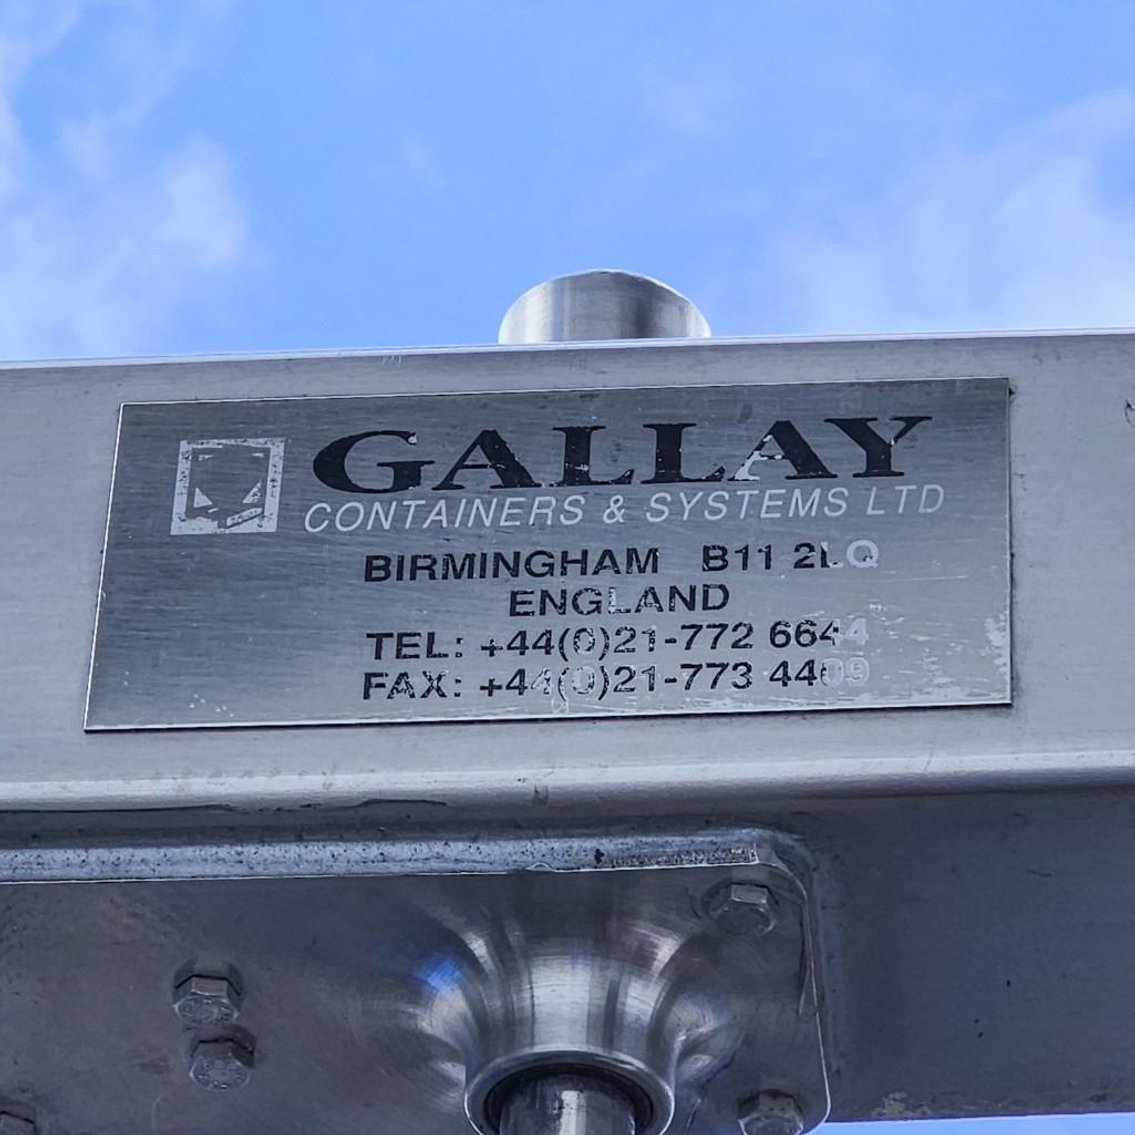 GALLAY
CONTAINERS & SYSTEMS LTD
BIRMINGHAM B11 2LQ
ENGLAND
TEL: +44(0)21-772 6644
FAX: +44(0)21-773 4409